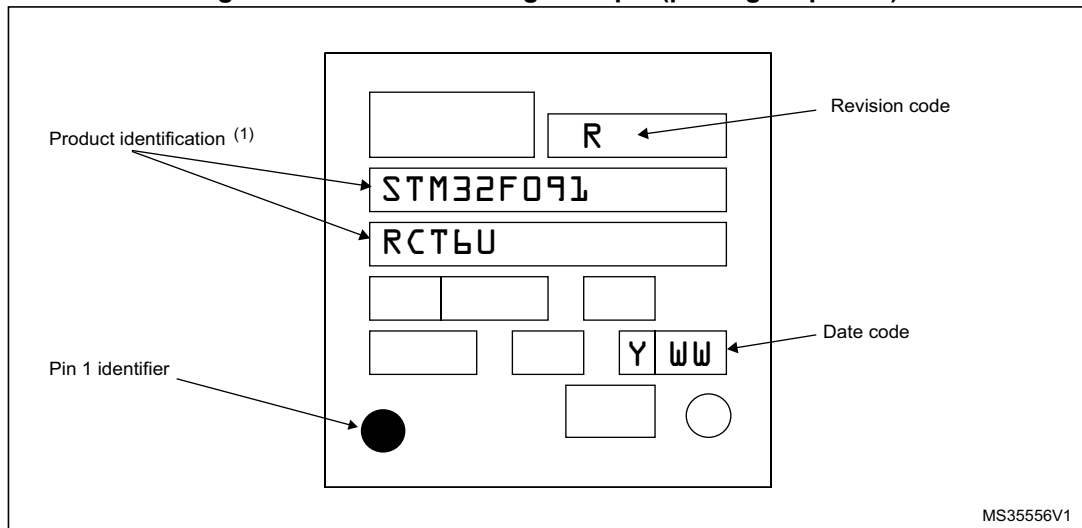 Revision code
R
Product identification (1)
STM32F091
RCT6U
Date code
Y WW
Pin 1 identifier
MS35556V1